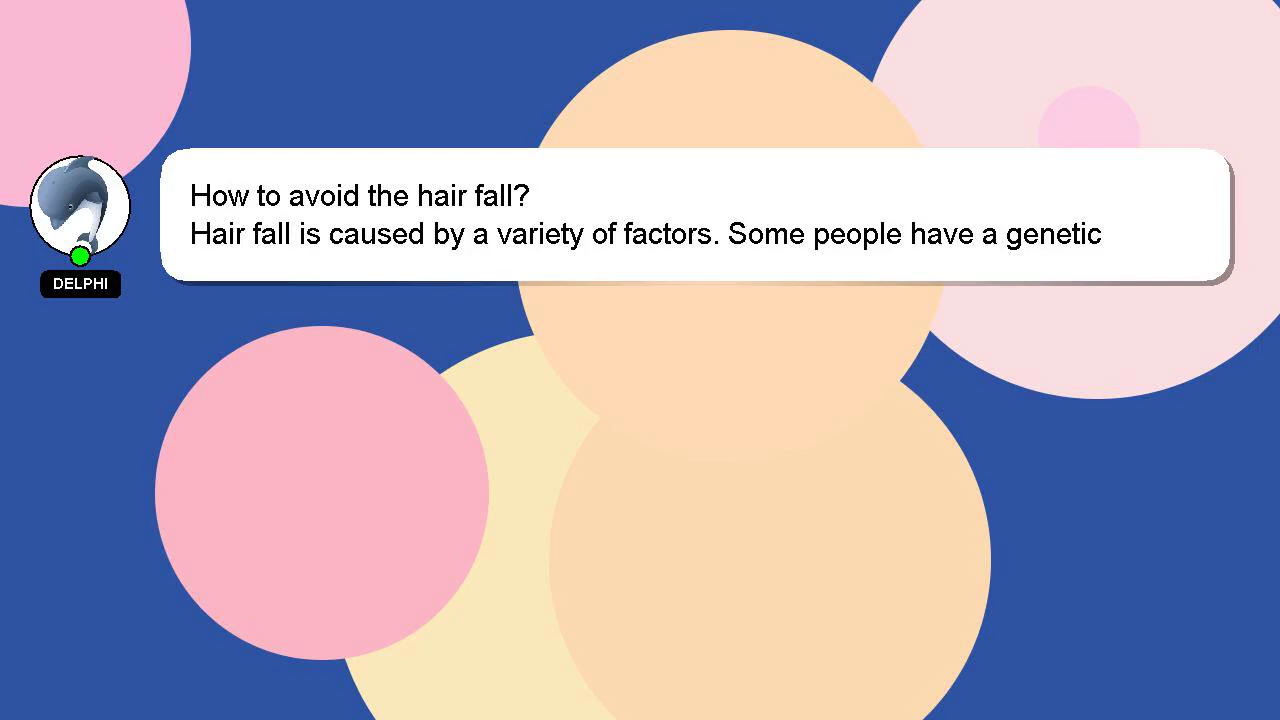 How to avoid the hair fall?
Hair fall is caused by a variety of factors. Some people have a genetic
DELPHI